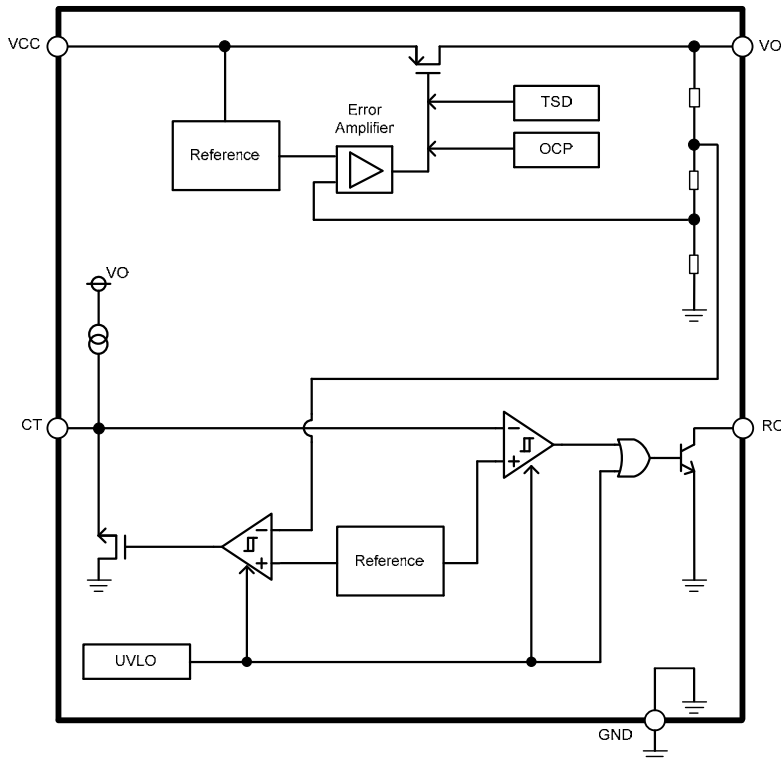 VCC
VO
TSD
Error
Amplifier
Reference
OCP
VO
CT
RO
Reference
UVLO
GND